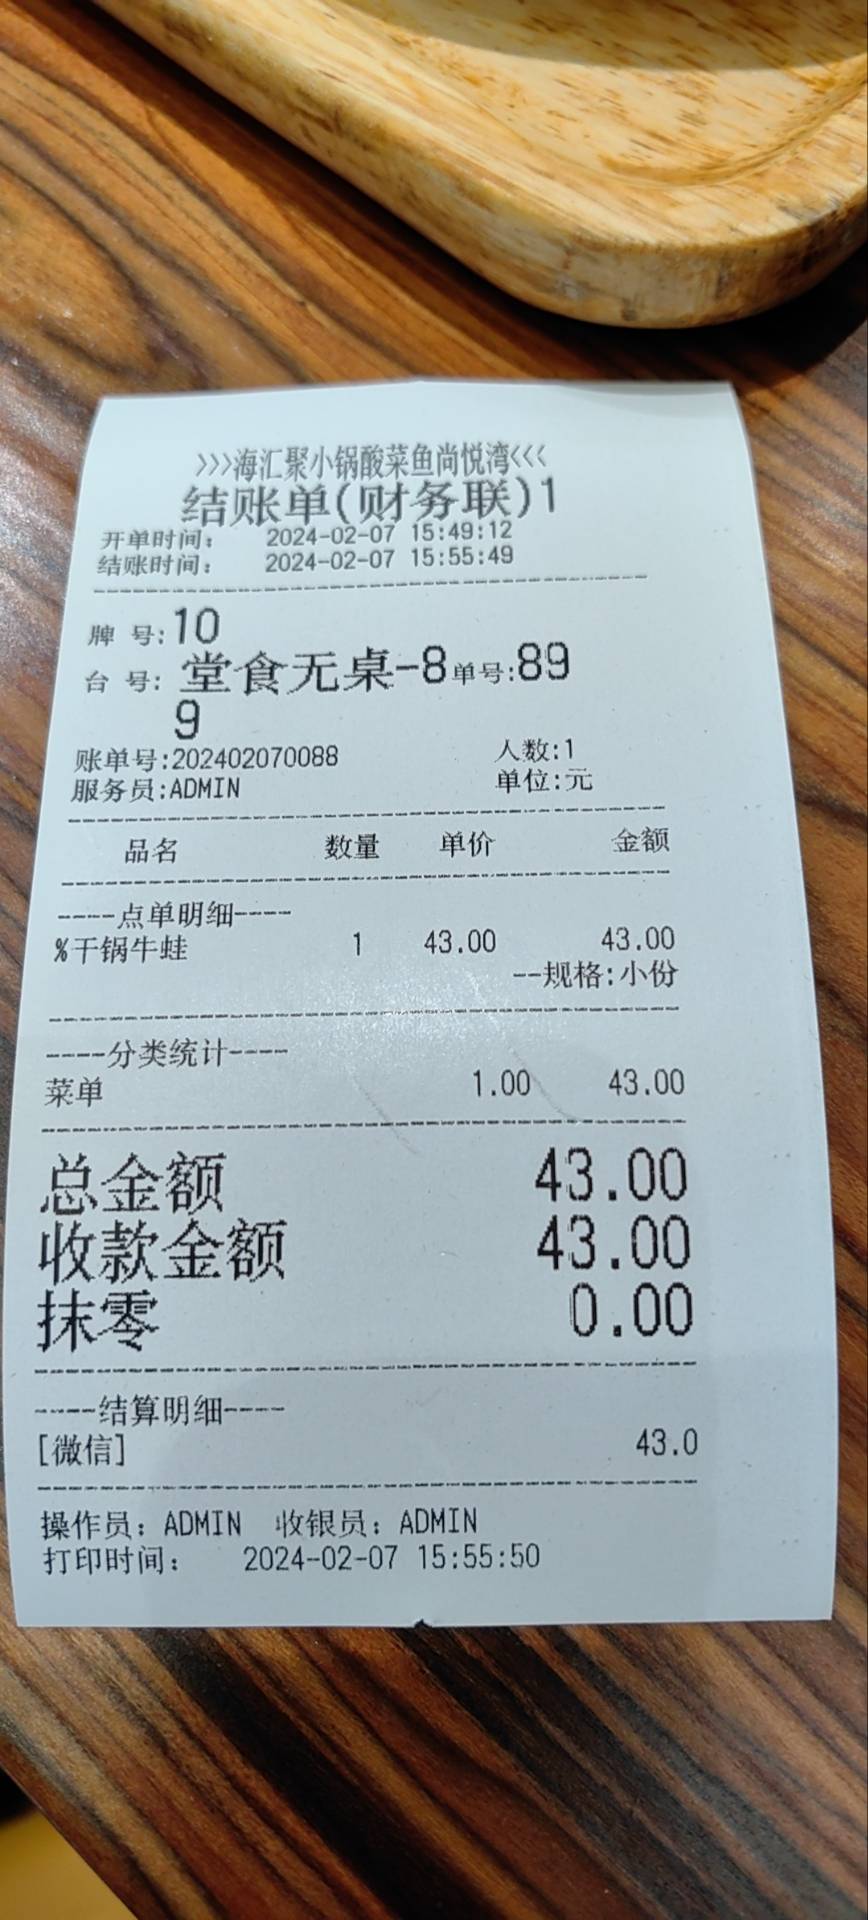 >>>海汇聚小锅酸菜鱼尚悦湾<<<
结账单(财务联)1
开单时间: 2024-02-07 15:49:12
结账时间: 2024-02-07 15:55:49
牌 号:10
台 号: 堂食无桌-8单号:89
9
账单号:202402070088 人数:1
服务员:ADMIN 单位:元
品名 数量 单价 金额
----点单明细----
%干锅牛蛙 1 43.00 43.00
--规格:小份
----分类统计----
菜单 1.00 43.00
总金额 43.00
收款金额 43.00
抹零 0.00
----结算明细----
[微信] 43.0
操作员: ADMIN 收银员: ADMIN
打印时间: 2024-02-07 15:55:50